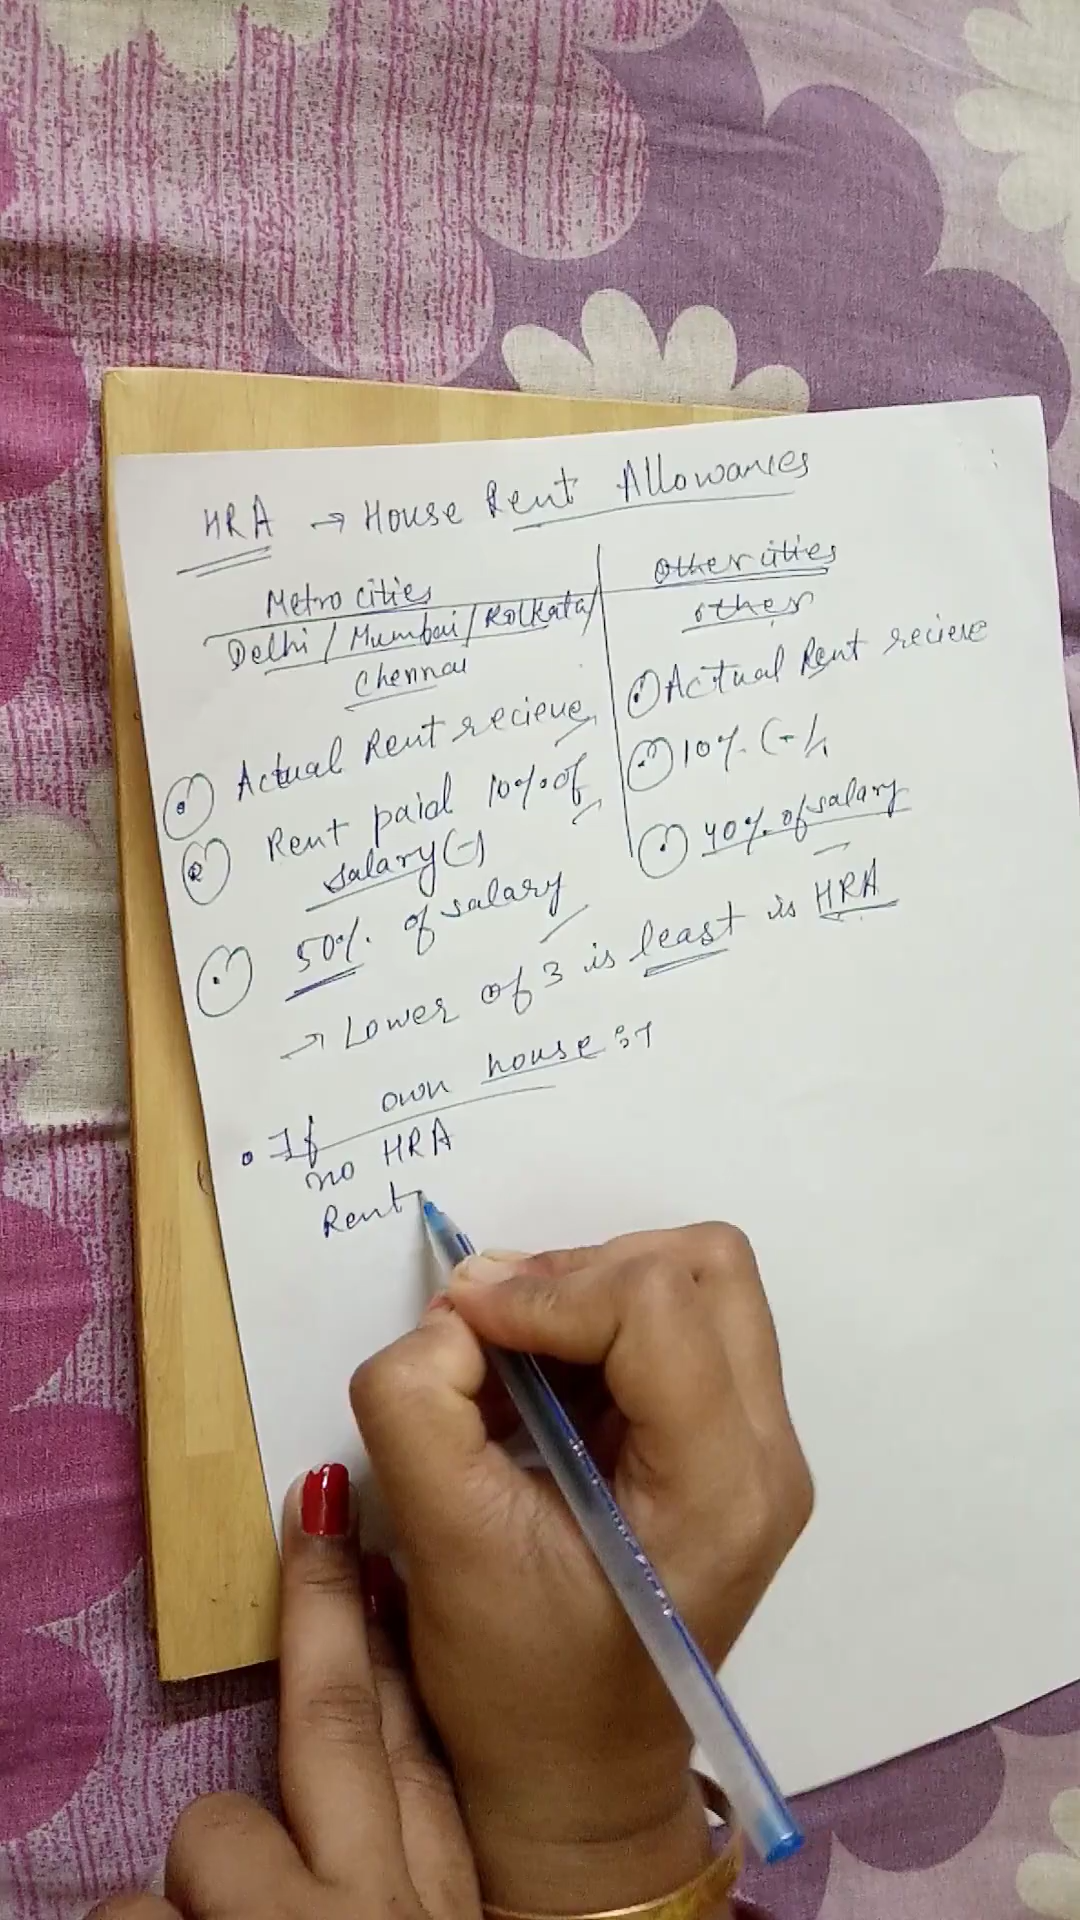 HRA → House Rent Allowances
Metro cities
Delhi / Mumbai / Kolkata /
Chennai
Actual Rent recieve
Rent paid 10% of
salary (-)
50% of salary
Other cities
other
Actual Rent recieve
10% (-)
40% of salary
→ Lower of 3 is least is HRA
• If own house :-
no HRA
Rent